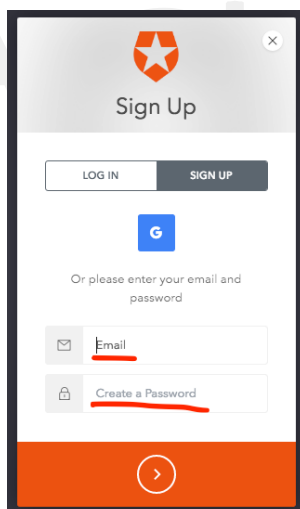 Sign Up
LOG IN
SIGN UP
G
Or please enter your email and
password
Email
Create a Password